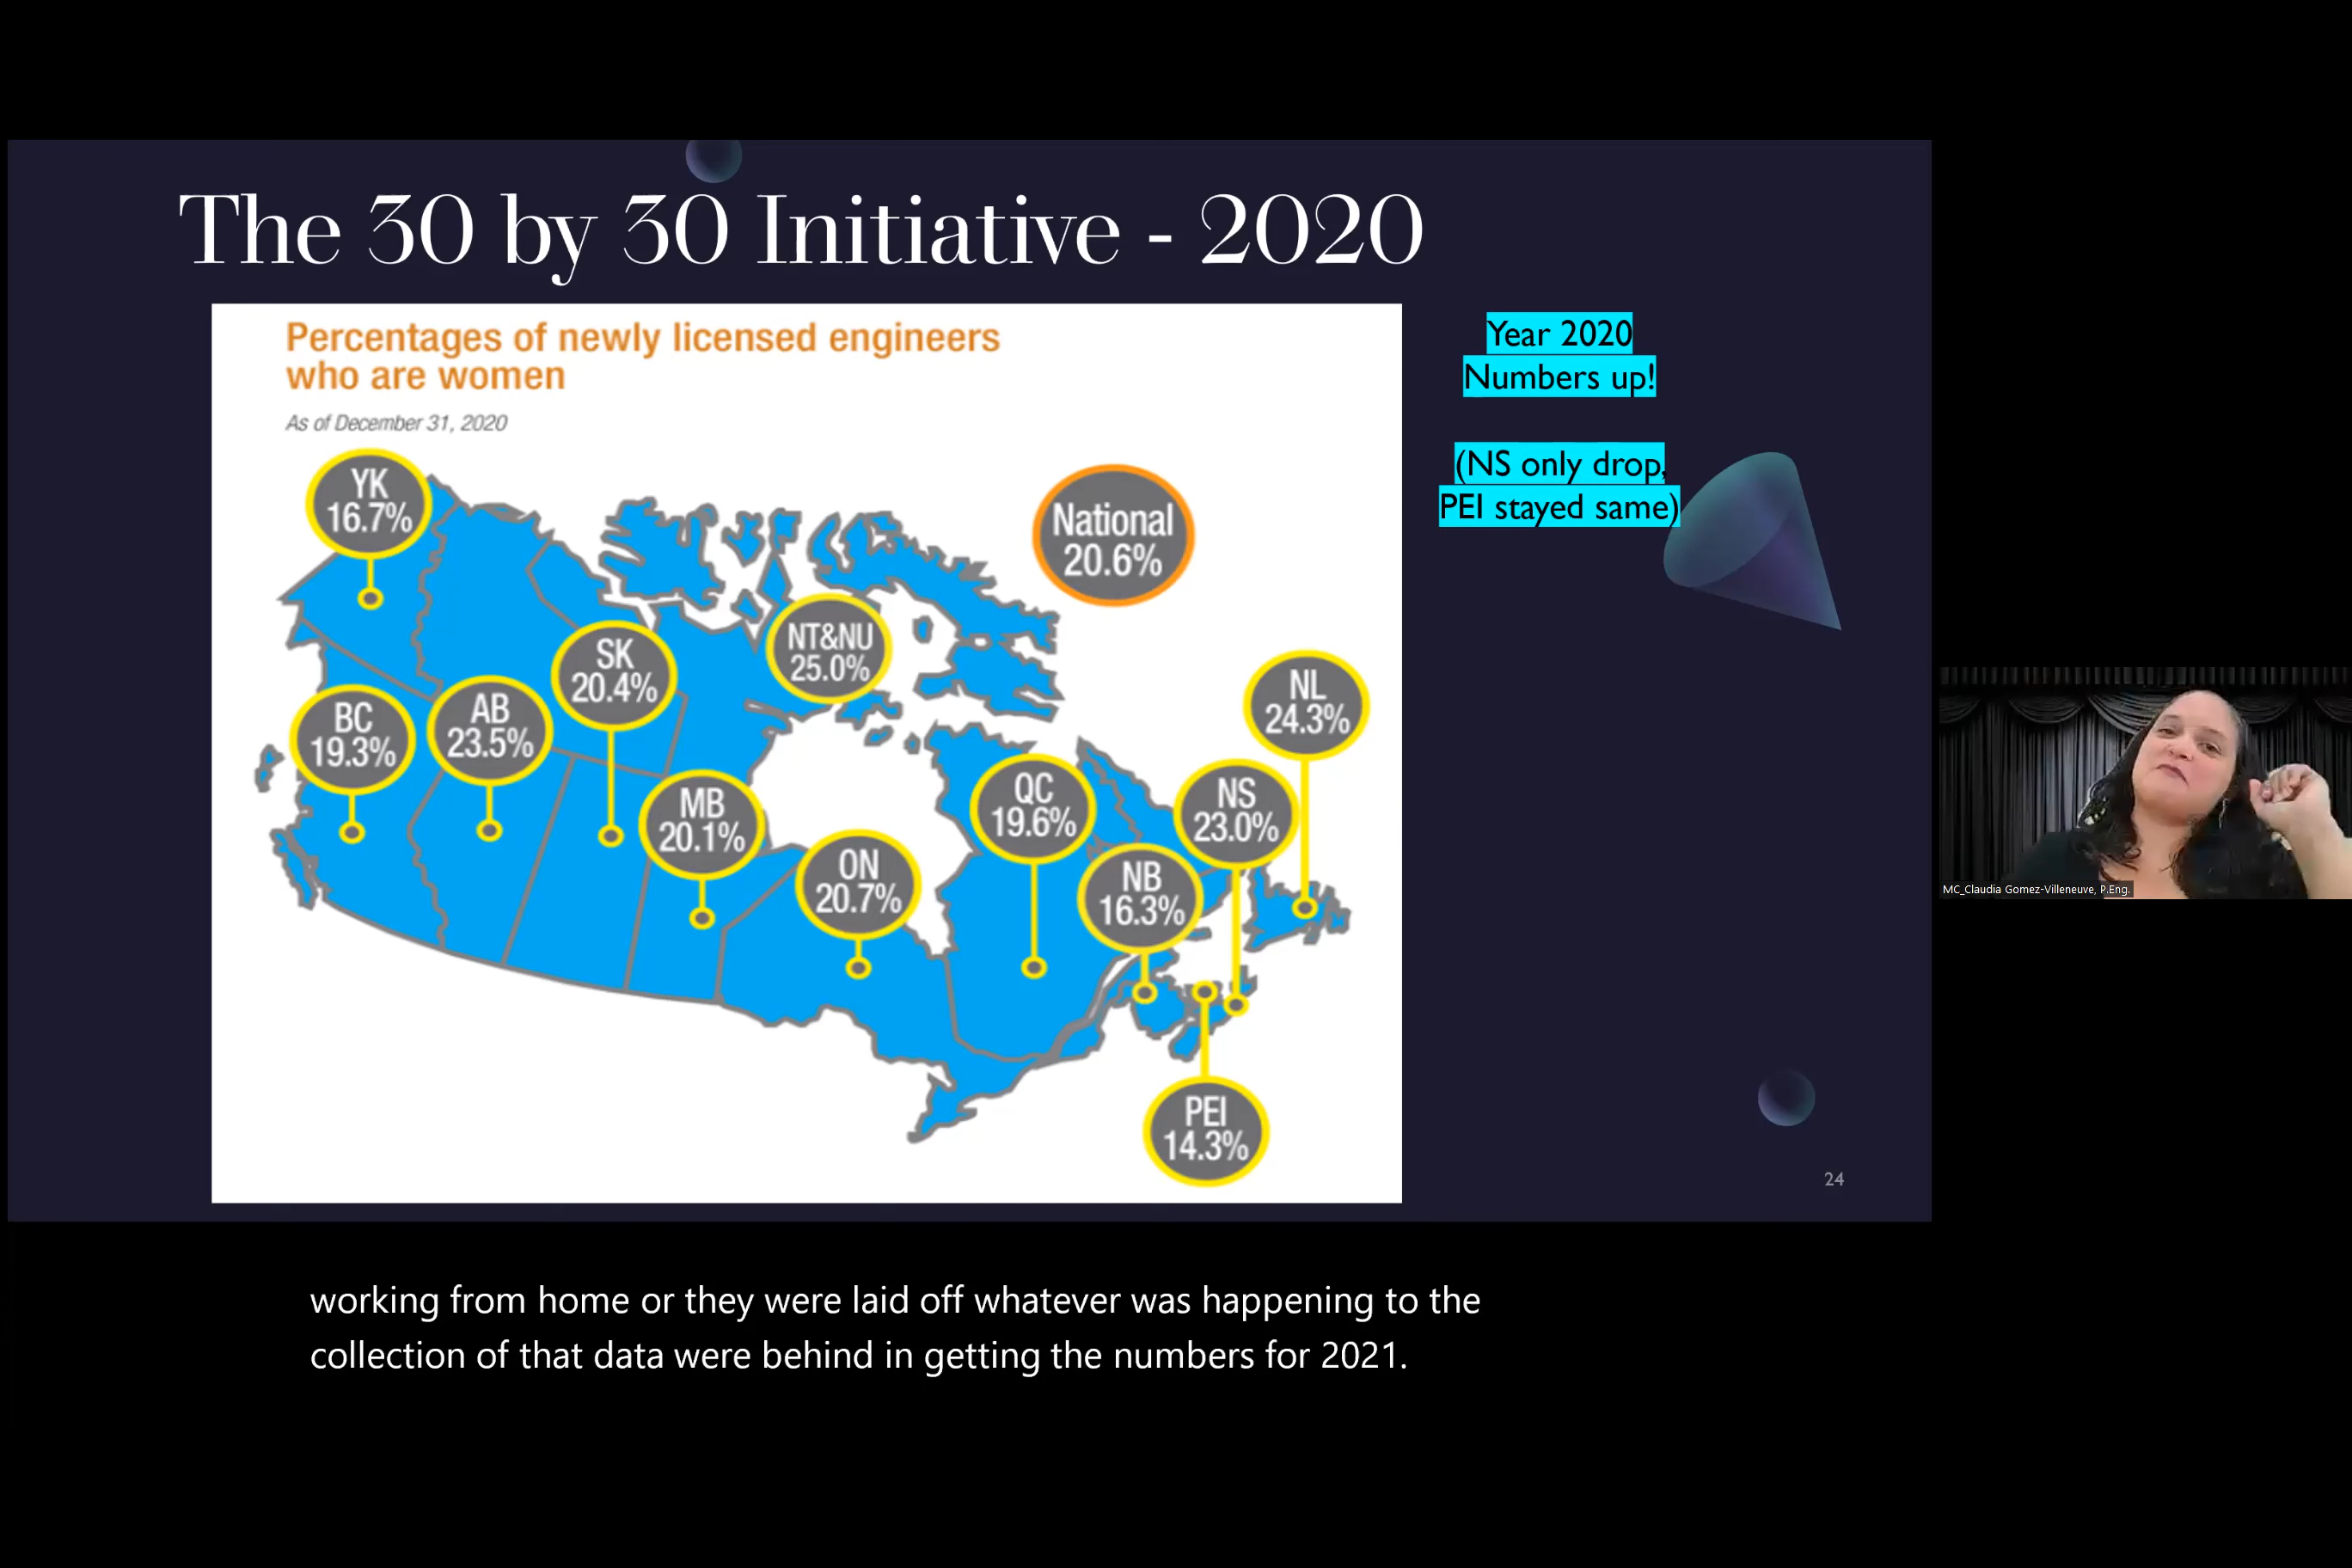 The 30 by 30 Initiative - 2020
Percentages of newly licensed engineers
who are women
As of December 31, 2020
YK
16.7%
National
20.6%
NT&NU
25.0%
SK
20.4%
BC
19.3%
AB
23.5%
MB
20.1%
ON
20.7%
QC
19.6%
NB
16.3%
NS
23.0%
NL
24.3%
PEI
14.3%
Year 2020
Numbers up!
(NS only drop,
PEI stayed same)
24
MC_Claudia Gomez-Villeneuve, P.Eng.
working from home or they were laid off whatever was happening to the
collection of that data were behind in getting the numbers for 2021.